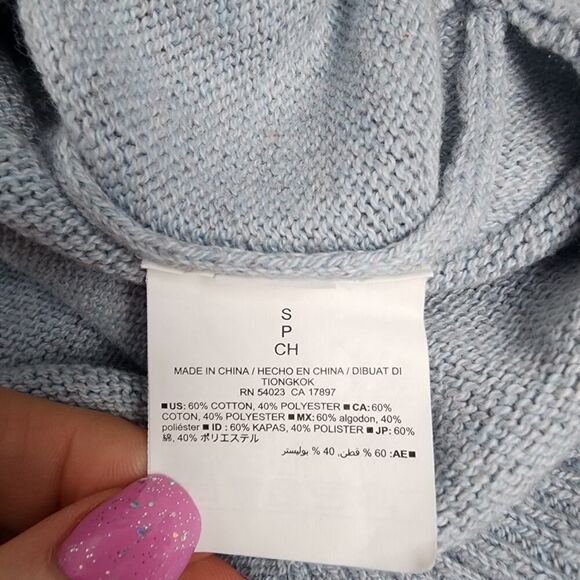 S
P
CH
MADE IN CHINA / HECHO EN CHINA / DIBUAT DI
TIONGKOK
RN 54023 CA 17897
■ US: 60% COTTON, 40% POLYESTER ■ CA: 60%
COTON, 40% POLYESTER ■ MX: 60% algodon, 40%
poliéster ■ ID : 60% KAPAS, 40% POLISTER ■ JP: 60%
綿, 40% ポリエステル
■ AE: 60 % قطن, 40 % بوليستر